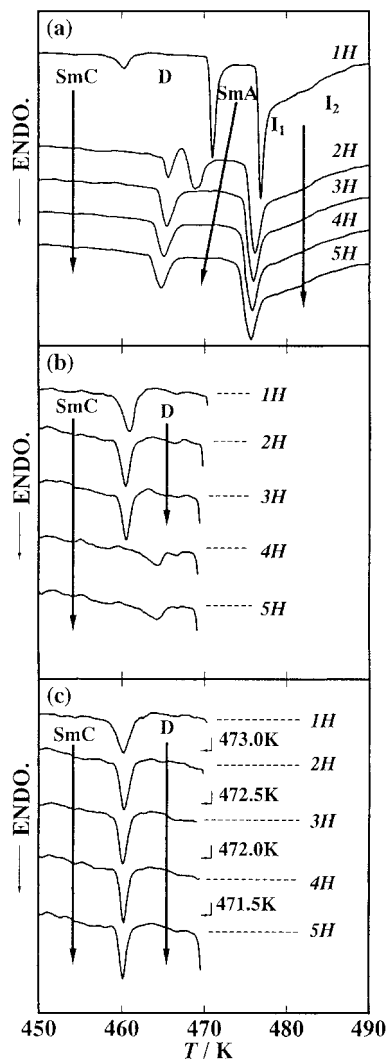 (a)
1H
SmC
D
SmA
I₁
I₂
2H
3H
4H
5H
ENDO.
(b)
SmC
D
1H
2H
3H
4H
5H
ENDO.
(c)
SmC
D
1H
473.0K
2H
472.5K
3H
472.0K
4H
471.5K
5H
ENDO.
450 460 470 480 490
T / K